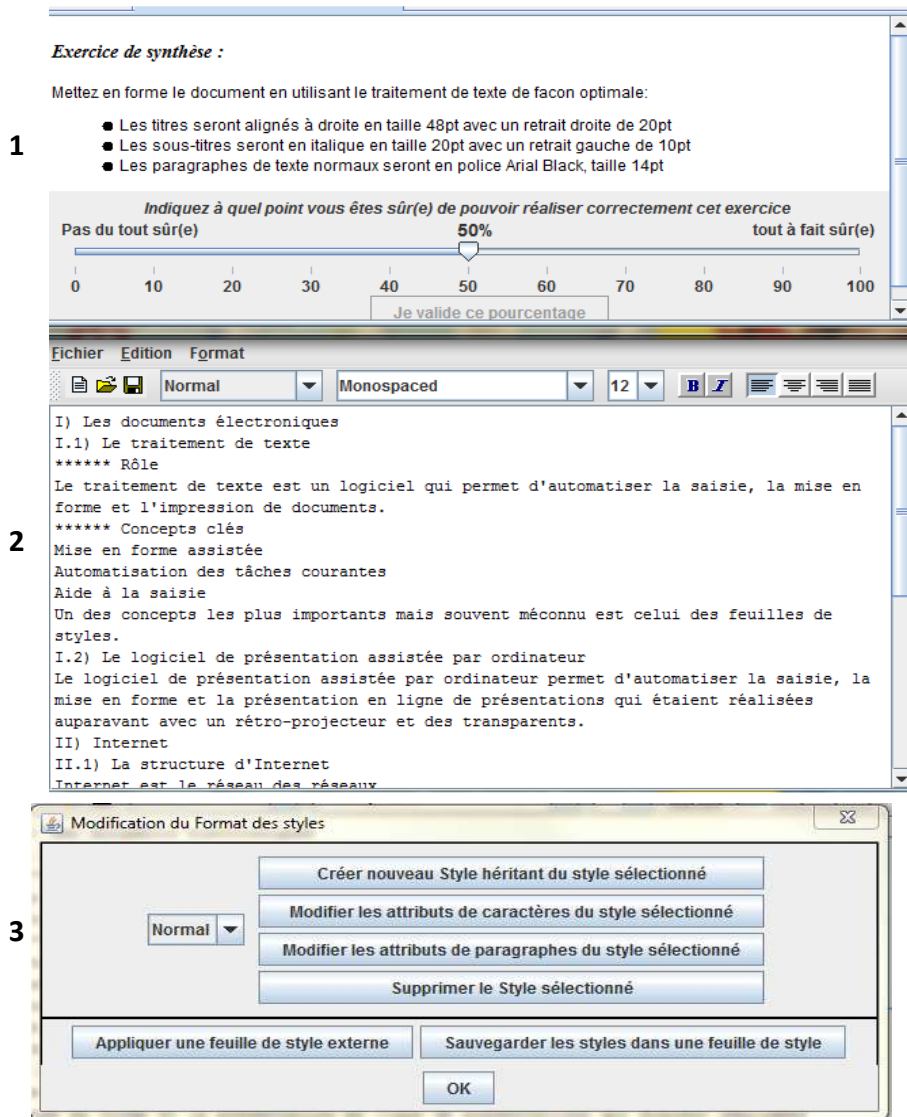 Exercice de synthèse :
Mettez en forme le document en utilisant le traitement de texte de facon optimale:
Les titres seront alignés à droite en taille 48pt avec un retrait droite de 20pt
1
Les sous-titres seront en italique en taille 20pt avec un retrait gauche de 10pt
Les paragraphes de texte normaux seront en police Arial Black, taille 14pt
Indiquez à quel point vous êtes sûr(e) de pouvoir réaliser correctement cet exercice
Pas du tout sûr(e) 50% tout à fait sûr(e)
0 10 20 30 40 50 60 70 80 90 100
Je valide ce pourcentage
Fichier Edition Format
Normal Monospaced 12 B I
I) Les documents électroniques
I.1) Le traitement de texte
****** Rôle
Le traitement de texte est un logiciel qui permet d'automatiser la saisie, la mise en
forme et l'impression de documents.
****** Concepts clés
2
Mise en forme assistée
Automatisation des tâches courantes
Aide à la saisie
Un des concepts les plus importants mais souvent méconnu est celui des feuilles de
styles.
I.2) Le logiciel de présentation assistée par ordinateur
Le logiciel de présentation assistée par ordinateur permet d'automatiser la saisie, la
mise en forme et la présentation en ligne de présentations qui étaient réalisées
auparavant avec un rétro-projecteur et des transparents.
II) Internet
II.1) La structure d'Internet
Internet est le réseau des réseaux
Modification du Format des styles
Créer nouveau Style héritant du style sélectionné
Modifier les attributs de caractères du style sélectionné
3
Normal
Modifier les attributs de paragraphes du style sélectionné
Supprimer le Style sélectionné
Appliquer une feuille de style externe Sauvegarder les styles dans une feuille de style
OK